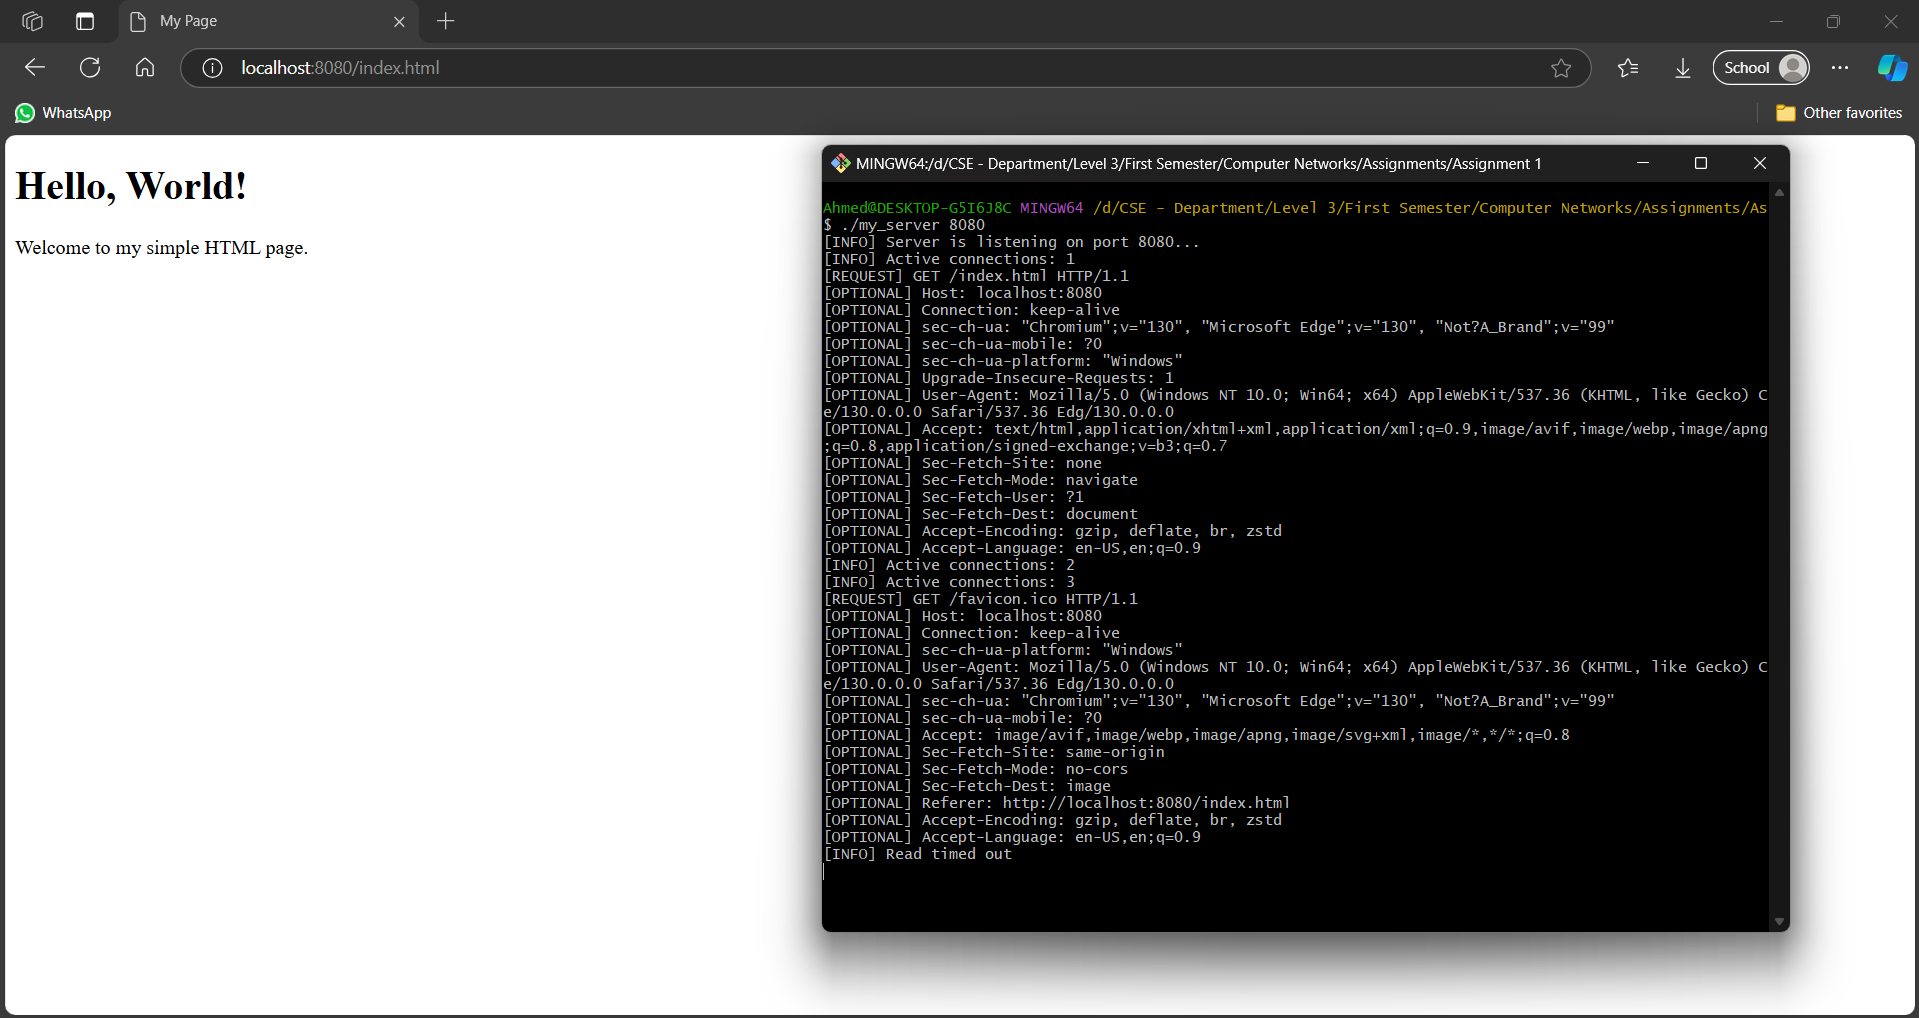 My Page
localhost:8080/index.html
School
WhatsApp
Other favorites
Hello, World!
Welcome to my simple HTML page.
MINGW64:/d/CSE - Department/Level 3/First Semester/Computer Networks/Assignments/Assignment 1
Ahmed@DESKTOP-G5I6J8C MINGW64 /d/CSE - Department/Level 3/First Semester/Computer Networks/Assignments/As
$ ./my_server 8080
[INFO] Server is listening on port 8080...
[INFO] Active connections: 1
[REQUEST] GET /index.html HTTP/1.1
[OPTIONAL] Host: localhost:8080
[OPTIONAL] Connection: keep-alive
[OPTIONAL] sec-ch-ua: "Chromium";v="130", "Microsoft Edge";v="130", "Not?A_Brand";v="99"
[OPTIONAL] sec-ch-ua-mobile: ?0
[OPTIONAL] sec-ch-ua-platform: "Windows"
[OPTIONAL] Upgrade-Insecure-Requests: 1
[OPTIONAL] User-Agent: Mozilla/5.0 (Windows NT 10.0; Win64; x64) AppleWebKit/537.36 (KHTML, like Gecko) C
e/130.0.0.0 Safari/537.36 Edg/130.0.0.0
[OPTIONAL] Accept: text/html,application/xhtml+xml,application/xml;q=0.9,image/avif,image/webp,image/apng
;q=0.8,application/signed-exchange;v=b3;q=0.7
[OPTIONAL] Sec-Fetch-Site: none
[OPTIONAL] Sec-Fetch-Mode: navigate
[OPTIONAL] Sec-Fetch-User: ?1
[OPTIONAL] Sec-Fetch-Dest: document
[OPTIONAL] Accept-Encoding: gzip, deflate, br, zstd
[OPTIONAL] Accept-Language: en-US,en;q=0.9
[INFO] Active connections: 2
[INFO] Active connections: 3
[REQUEST] GET /favicon.ico HTTP/1.1
[OPTIONAL] Host: localhost:8080
[OPTIONAL] Connection: keep-alive
[OPTIONAL] sec-ch-ua-platform: "Windows"
[OPTIONAL] User-Agent: Mozilla/5.0 (Windows NT 10.0; Win64; x64) AppleWebKit/537.36 (KHTML, like Gecko) C
e/130.0.0.0 Safari/537.36 Edg/130.0.0.0
[OPTIONAL] sec-ch-ua: "Chromium";v="130", "Microsoft Edge";v="130", "Not?A_Brand";v="99"
[OPTIONAL] sec-ch-ua-mobile: ?0
[OPTIONAL] Accept: image/avif,image/webp,image/apng,image/svg+xml,image/*,*/*;q=0.8
[OPTIONAL] Sec-Fetch-Site: same-origin
[OPTIONAL] Sec-Fetch-Mode: no-cors
[OPTIONAL] Sec-Fetch-Dest: image
[OPTIONAL] Referer: http://localhost:8080/index.html
[OPTIONAL] Accept-Encoding: gzip, deflate, br, zstd
[OPTIONAL] Accept-Language: en-US,en;q=0.9
[INFO] Read timed out